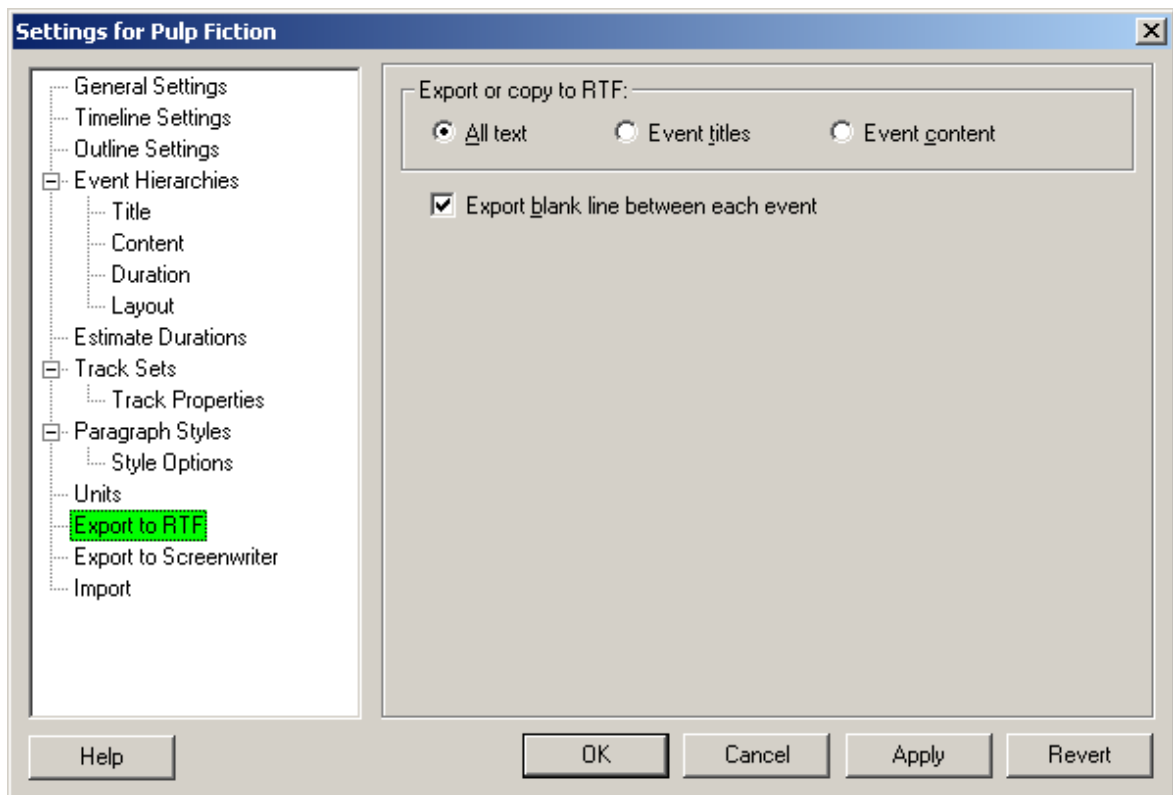 Settings for Pulp Fiction
General Settings
Timeline Settings
Outline Settings
Event Hierarchies
Title
Content
Duration
Layout
Estimate Durations
Track Sets
Track Properties
Paragraph Styles
Style Options
Units
Export to RTF
Export to Screenwriter
Import
Export or copy to RTF:
All text Event titles Event content
Export blank line between each event
Help OK Cancel Apply Revert